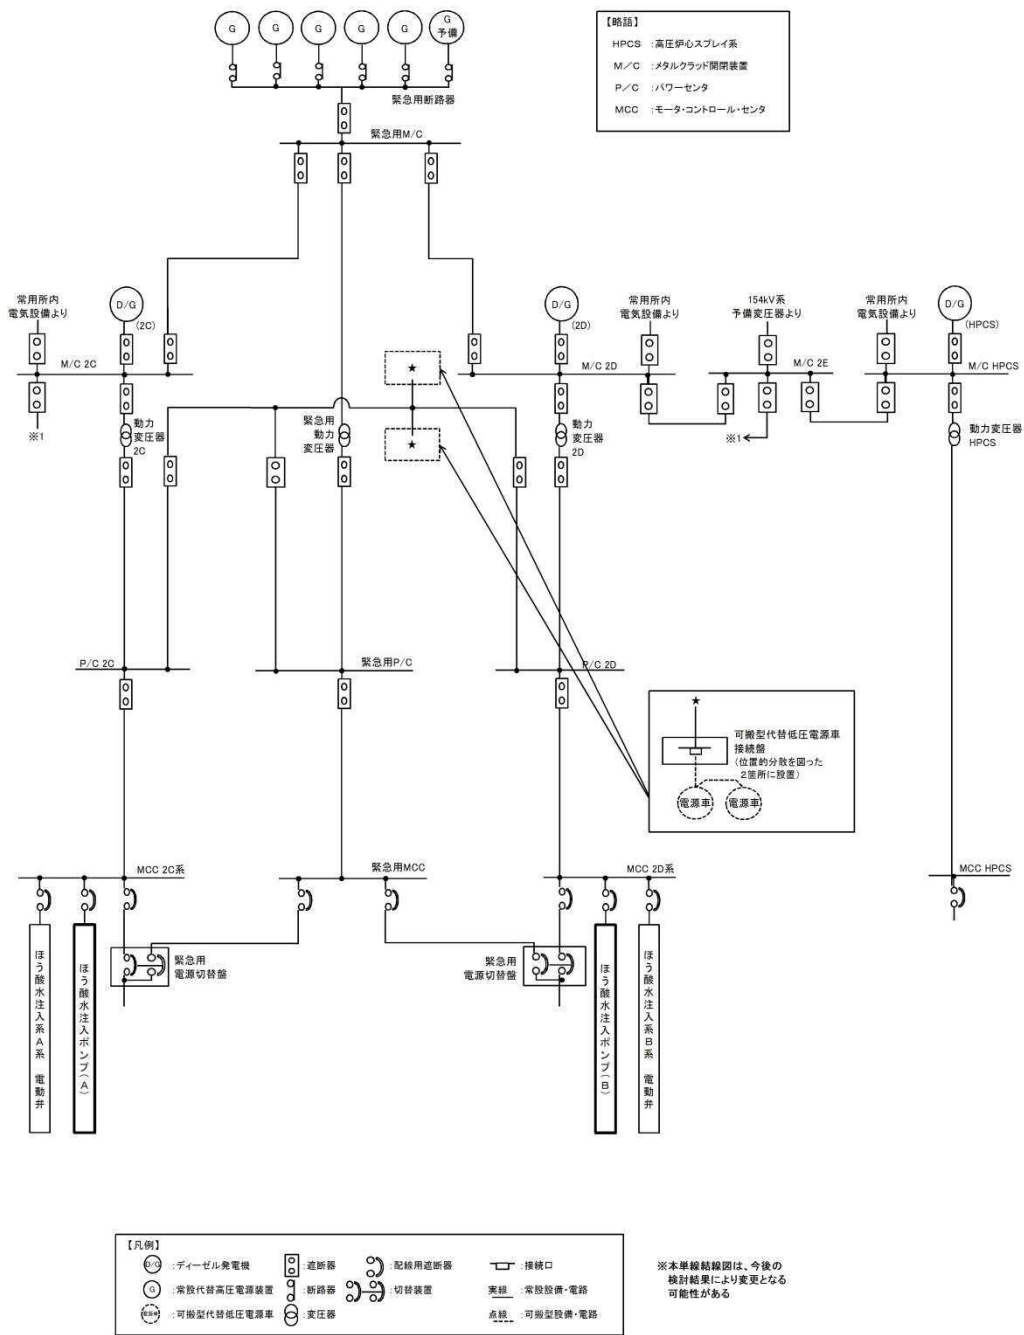 G
G
G
G
G
G
予備
緊急用断路器
緊急用M/C
【略語】
HPCS :高圧炉心スプレイ系
M/C :メタルクラッド開閉装置
P/C :パワーセンタ
MCC :モータ・コントロール・センタ
常用所内
電気設備より
D/G
(2C)
M/C 2C
※1
動力
変圧器
2C
緊急用
動力
変圧器
★
★
D/G
(2D)
M/C 2D
動力
変圧器
2D
常用所内
電気設備より
154kV系
予備変圧器より
M/C 2E
※1
常用所内
電気設備より
D/G
(HPCS)
M/C HPCS
動力変圧器
HPCS
P/C 2C
緊急用P/C
P/C 2D
★
可搬型代替低圧電源車
接続盤
(位置的分散を図った
2箇所に設置)
電源車
電源車
MCC 2C系
緊急用MCC
MCC 2D系
MCC HPCS
緊急用
電源切替盤
緊急用
電源切替盤
ほう酸水注入系A系 電動弁
ほう酸水注入ポンプ(A)
ほう酸水注入ポンプ(B)
ほう酸水注入系B系 電動弁
【凡例】
D/G :ディーゼル発電機
:遮断器
:配線用遮断器
:接続口
G :常設代替高圧電源装置
:断路器
:切替装置
実線 :常設設備・電路
電源車 :可搬型代替低圧電源車
:変圧器
点線 :可搬型設備・電路
※本単線結線図は、今後の
検討結果により変更となる
可能性がある